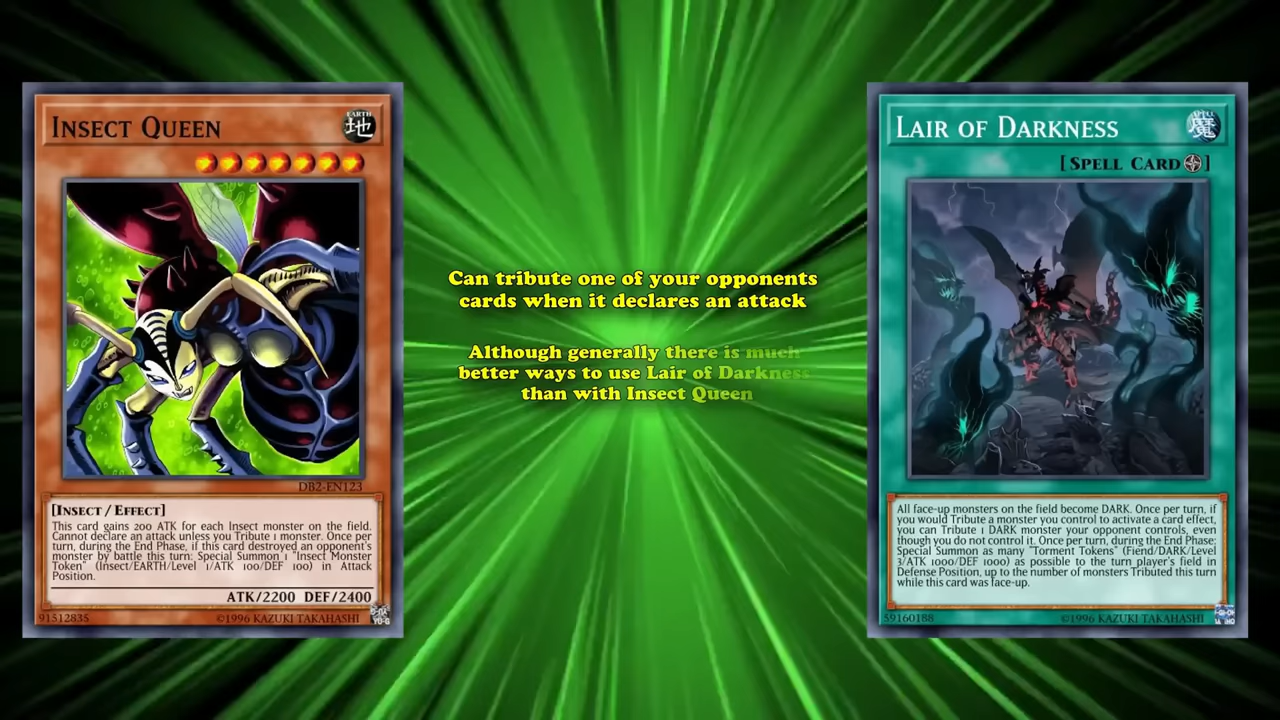 INSECT QUEEN
EARTH
地
DB2-EN123
[INSECT / EFFECT]
This card gains 200 ATK for each Insect monster on the field.
Cannot declare an attack unless you Tribute 1 monster. Once per
turn, during the End Phase, if this card destroyed an opponent's
monster by battle this turn: Special Summon 1 "Insect Monster
Token" (Insect/EARTH/Level 1/ATK 100/DEF 100) in Attack
Position.
ATK/2200 DEF/2400
91512835
©1996 KAZUKI TAKAHASHI
Can tribute one of your opponents
cards when it declares an attack
Although generally there is much
better ways to use Lair of Darkness
than with Insect Queen
LAIR OF DARKNESS
魔
[SPELL CARD]
All face-up monsters on the field become DARK. Once per turn, if
you would Tribute a monster you control to activate a card effect,
you can Tribute 1 DARK monster your opponent controls, even
though you do not control it. Once per turn, during the End Phase:
Special Summon as many "Torment Tokens" (Fiend/DARK/Level
3/ATK 1000/DEF 1000) as possible to the turn player's field in
Defense Position, up to the number of monsters Tributed this turn
while this card was face-up.
59160188
©1996 KAZUKI TAKAHASHI